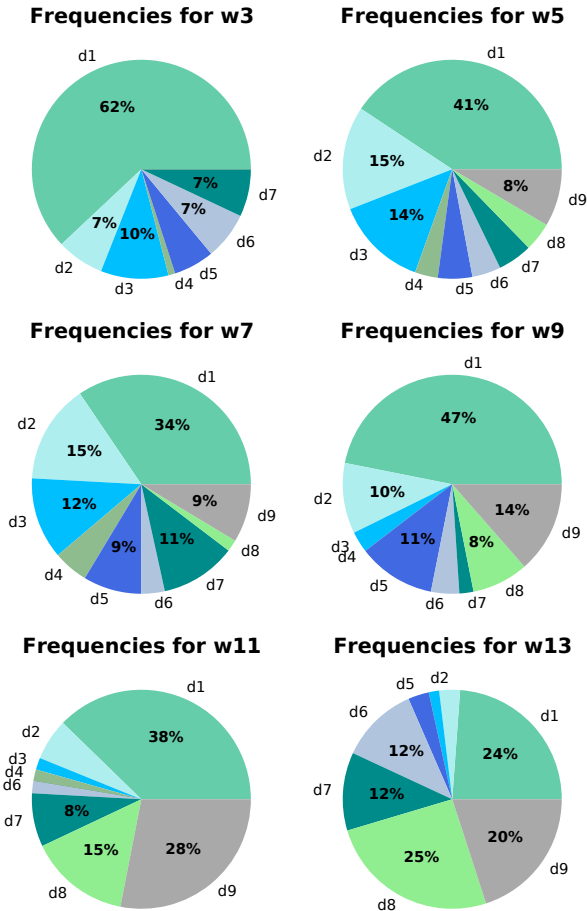 Frequencies for w3
d1
62%
7%
10%
7%
7%
d2
d3
d4
d5
d6
d7
Frequencies for w5
d1
41%
15%
14%
8%
d2
d3
d4
d5
d6
d7
d8
d9
Frequencies for w7
d1
34%
15%
12%
9%
11%
9%
d2
d3
d4
d5
d6
d7
d8
d9
Frequencies for w9
d1
47%
10%
11%
8%
14%
d2
d3
d4
d5
d6
d7
d8
d9
Frequencies for w11
d1
38%
8%
15%
28%
d2
d3
d4
d6
d7
d8
d9
Frequencies for w13
d1
24%
12%
12%
25%
20%
d2
d5
d6
d7
d8
d9